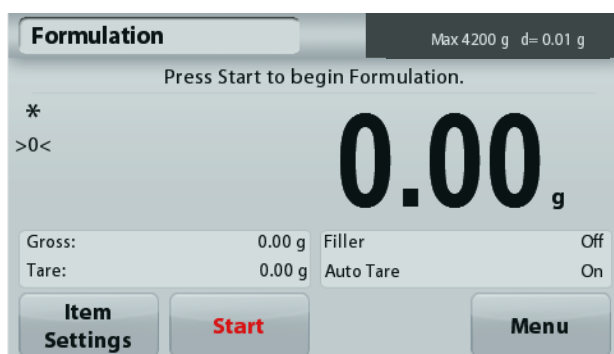 Formulation
Max 4200 g d= 0.01 g
Press Start to begin Formulation.
*
>0<
0.00 g
Gross: 0.00 g
Tare: 0.00 g
Filler Off
Auto Tare On
Item
Settings
Start
Menu